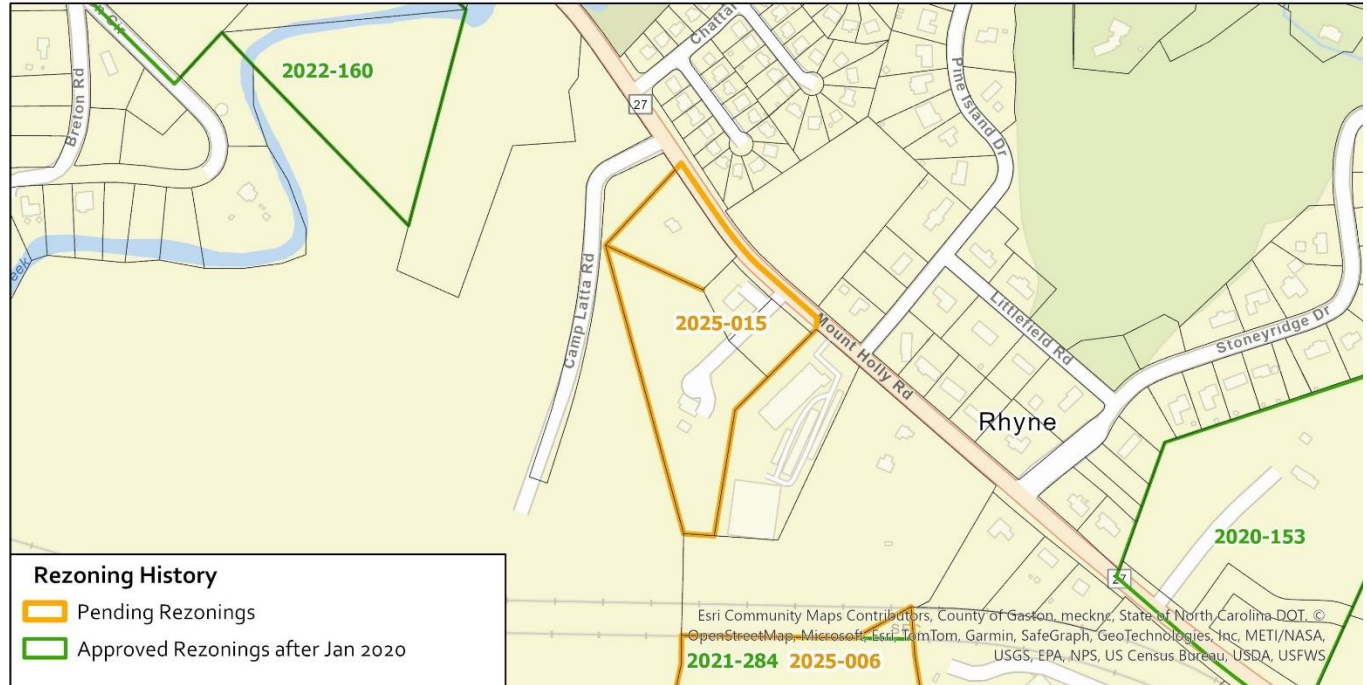 2022-160
Breton Rd
27
Pine Island Dr
Camp Latta Rd
2025-015
Mount Holly Rd
Littlefield Rd
Stoneyridge Dr
Rhyne
2020-153
27
Rezoning History
Pending Rezonings
Approved Rezonings after Jan 2020
2021-284 2025-006
Esri Community Maps Contributors, County of Gaston, mecknc, State of North Carolina DOT, ©
OpenStreetMap, Microsoft, Esri, TomTom, Garmin, SafeGraph, GeoTechnologies, Inc, METI/NASA,
USGS, EPA, NPS, US Census Bureau, USDA, USFWS